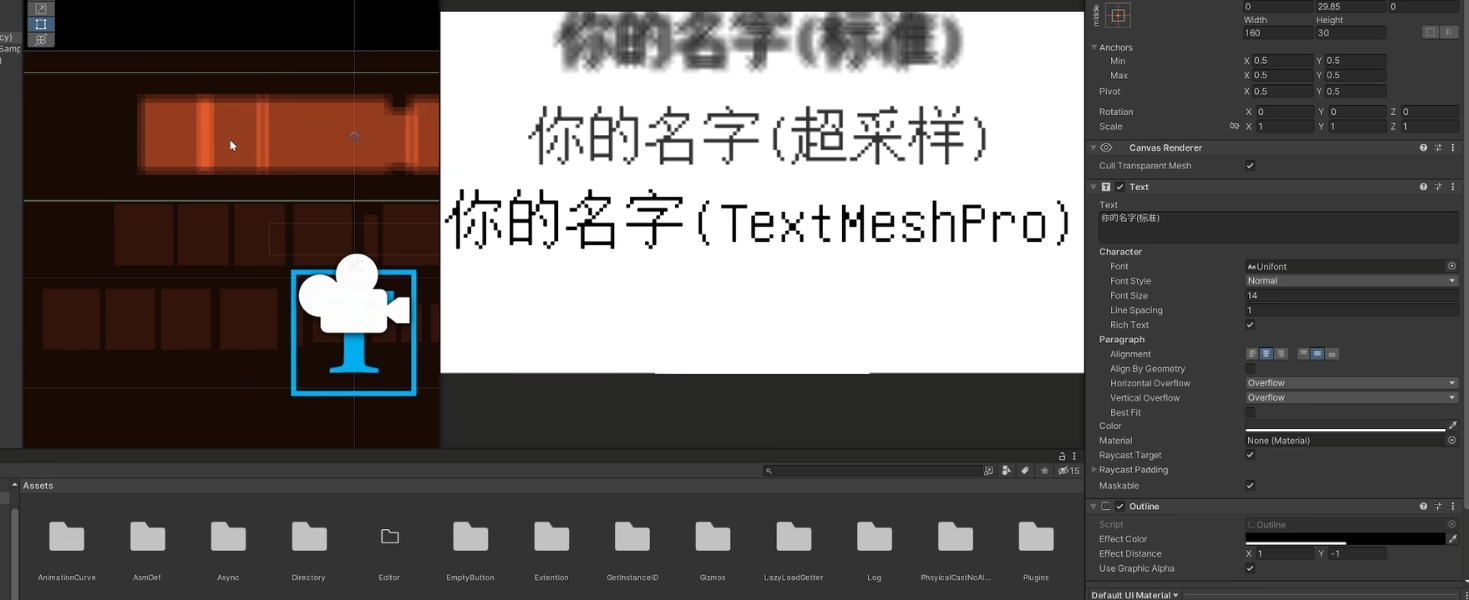 你的名字(标准)
你的名字(超采样)
你的名字(TextMeshPro)
middle
0 29.85 0
Width Height
160 30
R
Anchors
Min X 0.5 Y 0.5
Max X 0.5 Y 0.5
Pivot X 0.5 Y 0.5
Rotation X 0 Y 0 Z 0
Scale X 1 Y 1 Z 1
Canvas Renderer
Cull Transparent Mesh
Text
Text
你的名字(标准)
Character
Font Aa Unifont
Font Style Normal
Font Size 14
Line Spacing 1
Rich Text
Paragraph
Alignment
Align By Geometry
Horizontal Overflow Overflow
Vertical Overflow Overflow
Best Fit
Color
Material None (Material)
Raycast Target
Raycast Padding
Maskable
Outline
Script Outline
Effect Color
Effect Distance X 1 Y -1
Use Graphic Alpha
Default UI Material
15
Assets
AnimationCurve AsmDef Async Directory Editor EmptyButton Extention GetInstanceID Gizmos LazyLoadGetter Log PhsyicalCastNoAl... Plugins